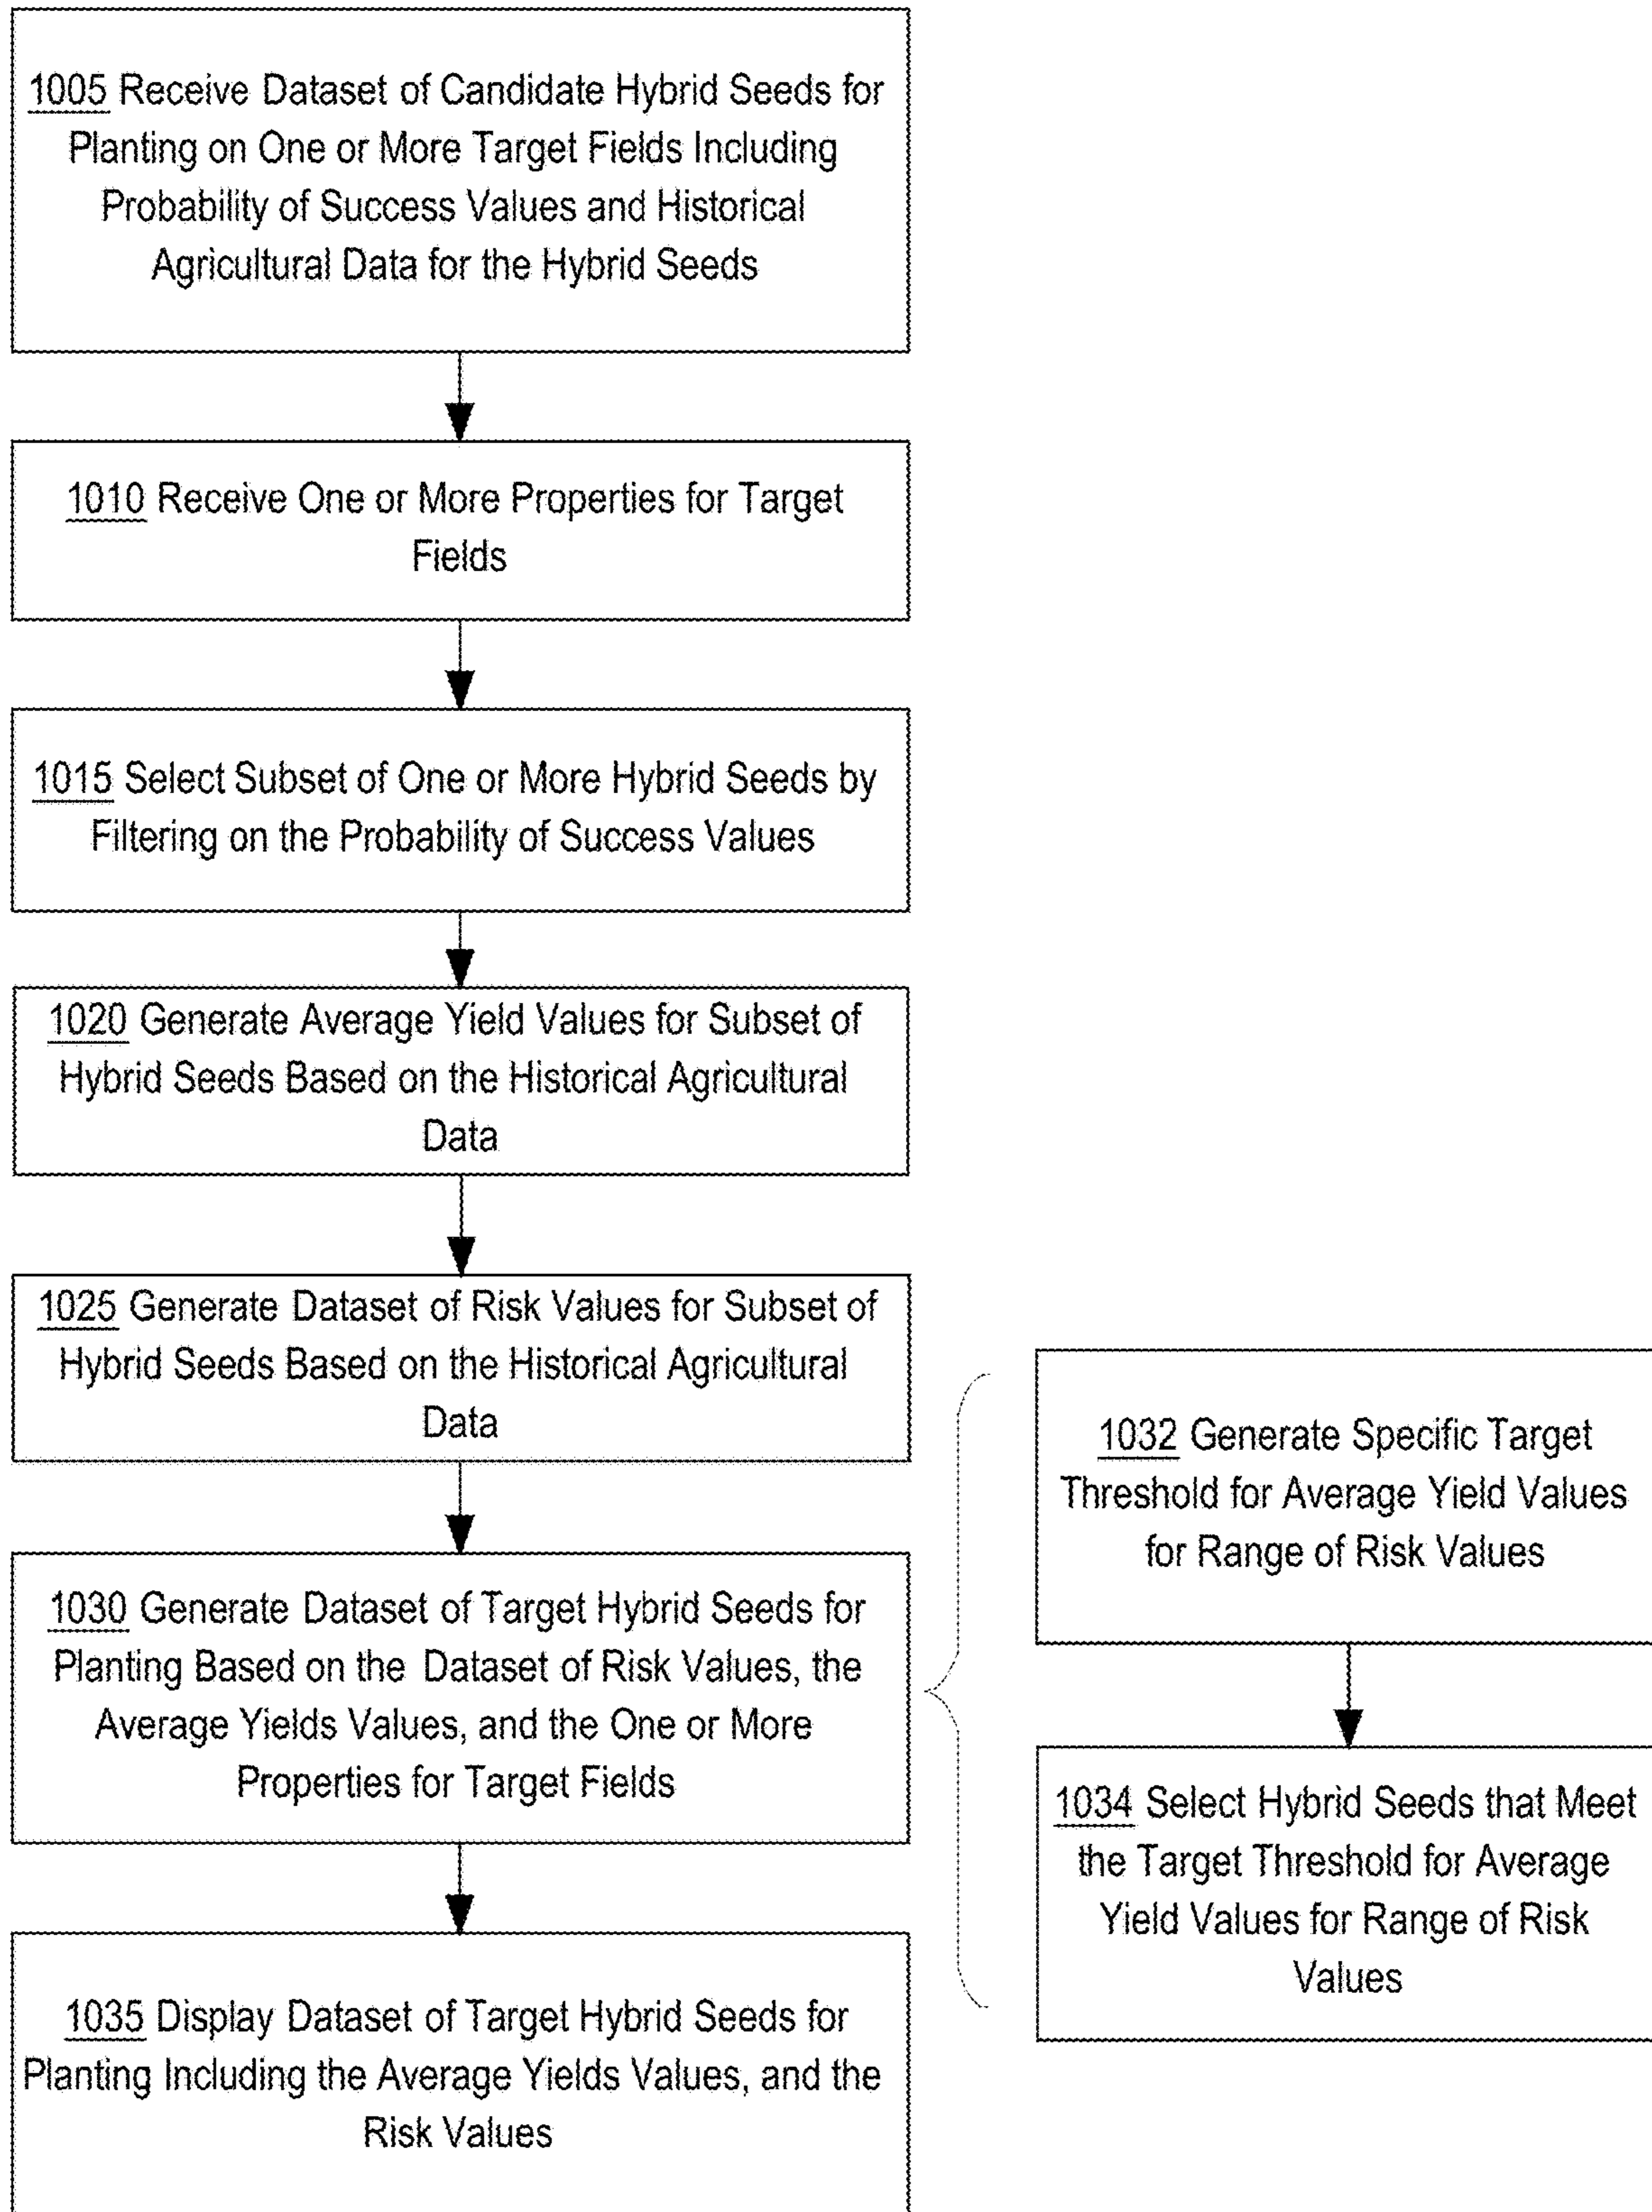 1005 Receive Dataset of Candidate Hybrid Seeds for
Planting on One or More Target Fields Including
Probability of Success Values and Historical
Agricultural Data for the Hybrid Seeds
1010 Receive One or More Properties for Target
Fields
1015 Select Subset of One or More Hybrid Seeds by
Filtering on the Probability of Success Values
1020 Generate Average Yield Values for Subset of
Hybrid Seeds Based on the Historical Agricultural
Data
1025 Generate Dataset of Risk Values for Subset of
Hybrid Seeds Based on the Historical Agricultural
Data
1030 Generate Dataset of Target Hybrid Seeds for
Planting Based on the Dataset of Risk Values, the
Average Yields Values, and the One or More
Properties for Target Fields
1032 Generate Specific Target
Threshold for Average Yield Values
for Range of Risk Values
1034 Select Hybrid Seeds that Meet
the Target Threshold for Average
Yield Values for Range of Risk
Values
1035 Display Dataset of Target Hybrid Seeds for
Planting Including the Average Yields Values, and the
Risk Values